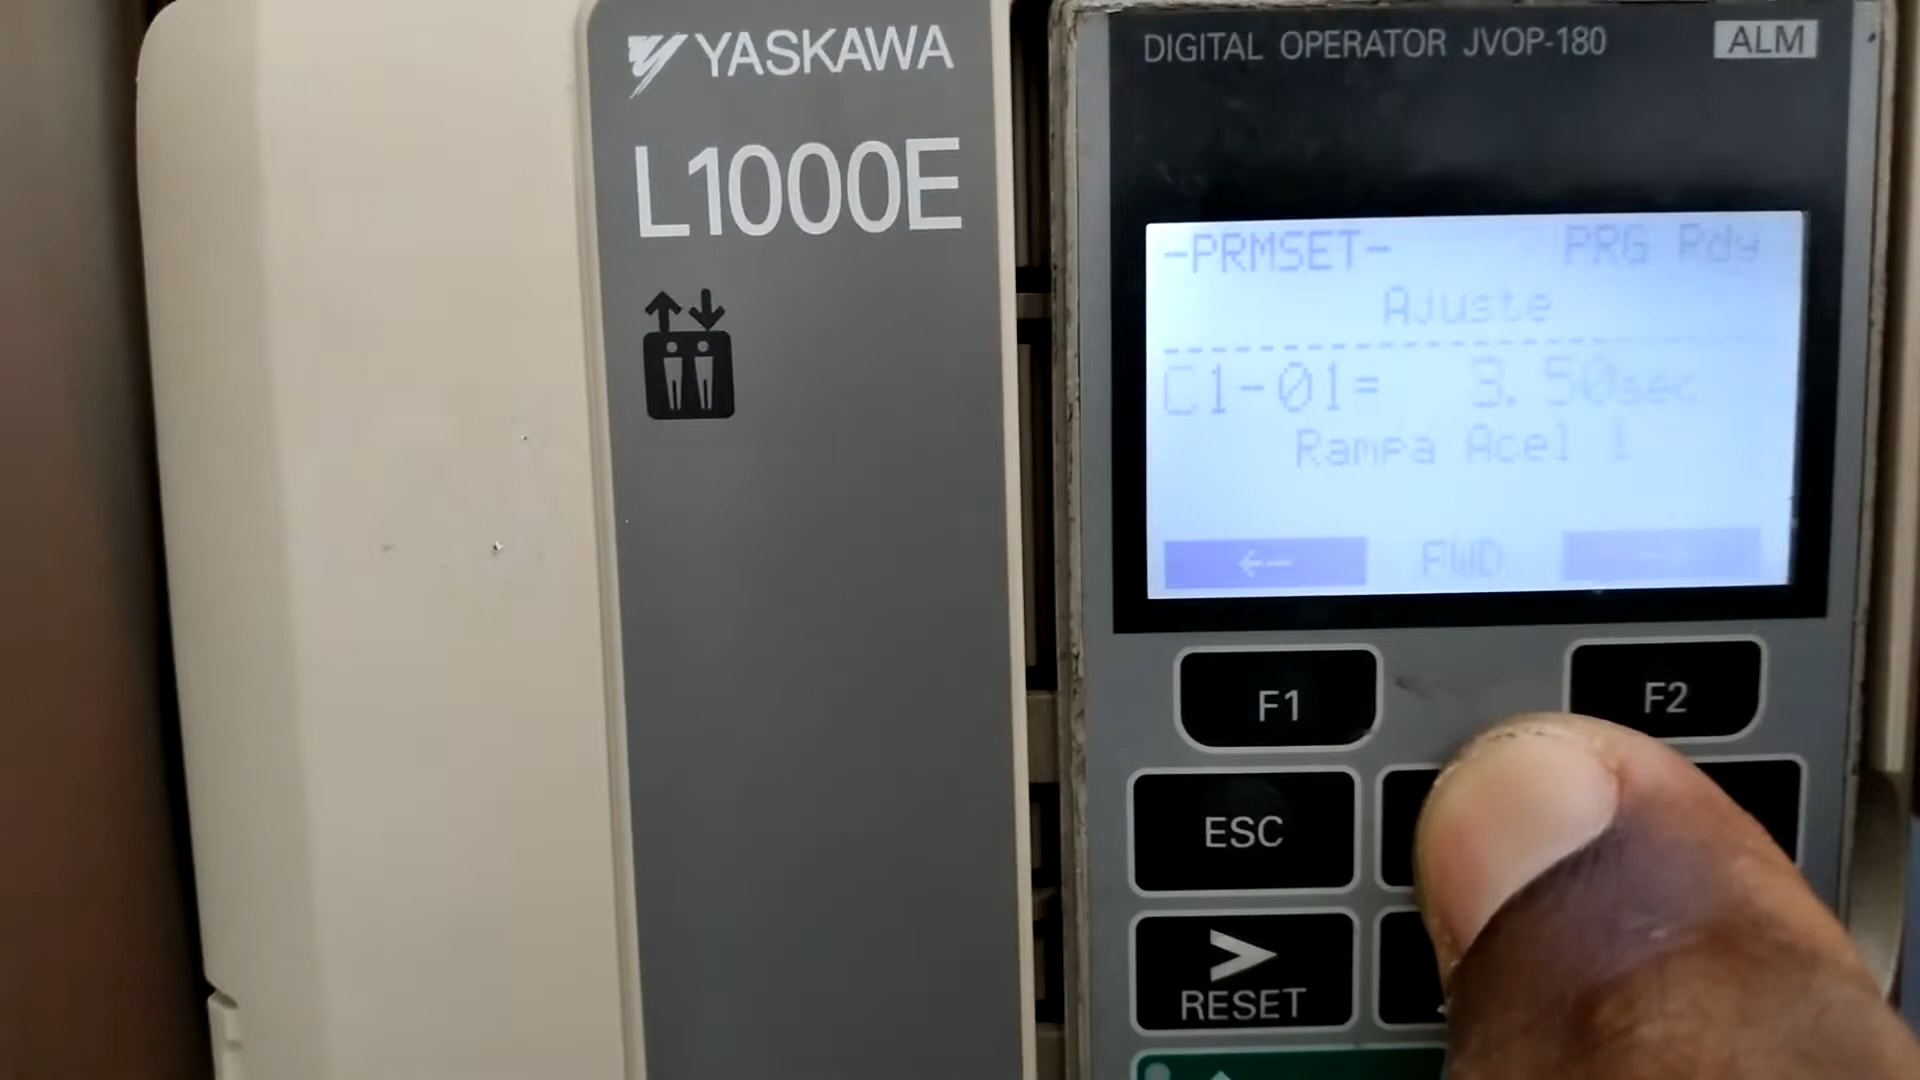 YASKAWA
L1000E
DIGITAL OPERATOR JVOP-180
ALM
-PRMSET- PRG Rdy
Ajuste
C1-01= 3.50sec
Rampa Acel 1
← FWD
F1
F2
ESC
>
RESET